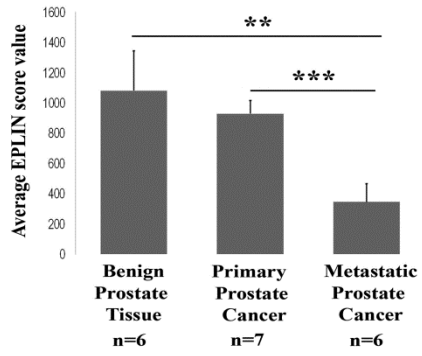 1600
**
1400
***
1200
1000
800
600
400
200
0
Average EPLIN score value
Benign Primary Metastatic
Prostate Prostate Prostate
Tissue Cancer Cancer
n=6 n=7 n=6